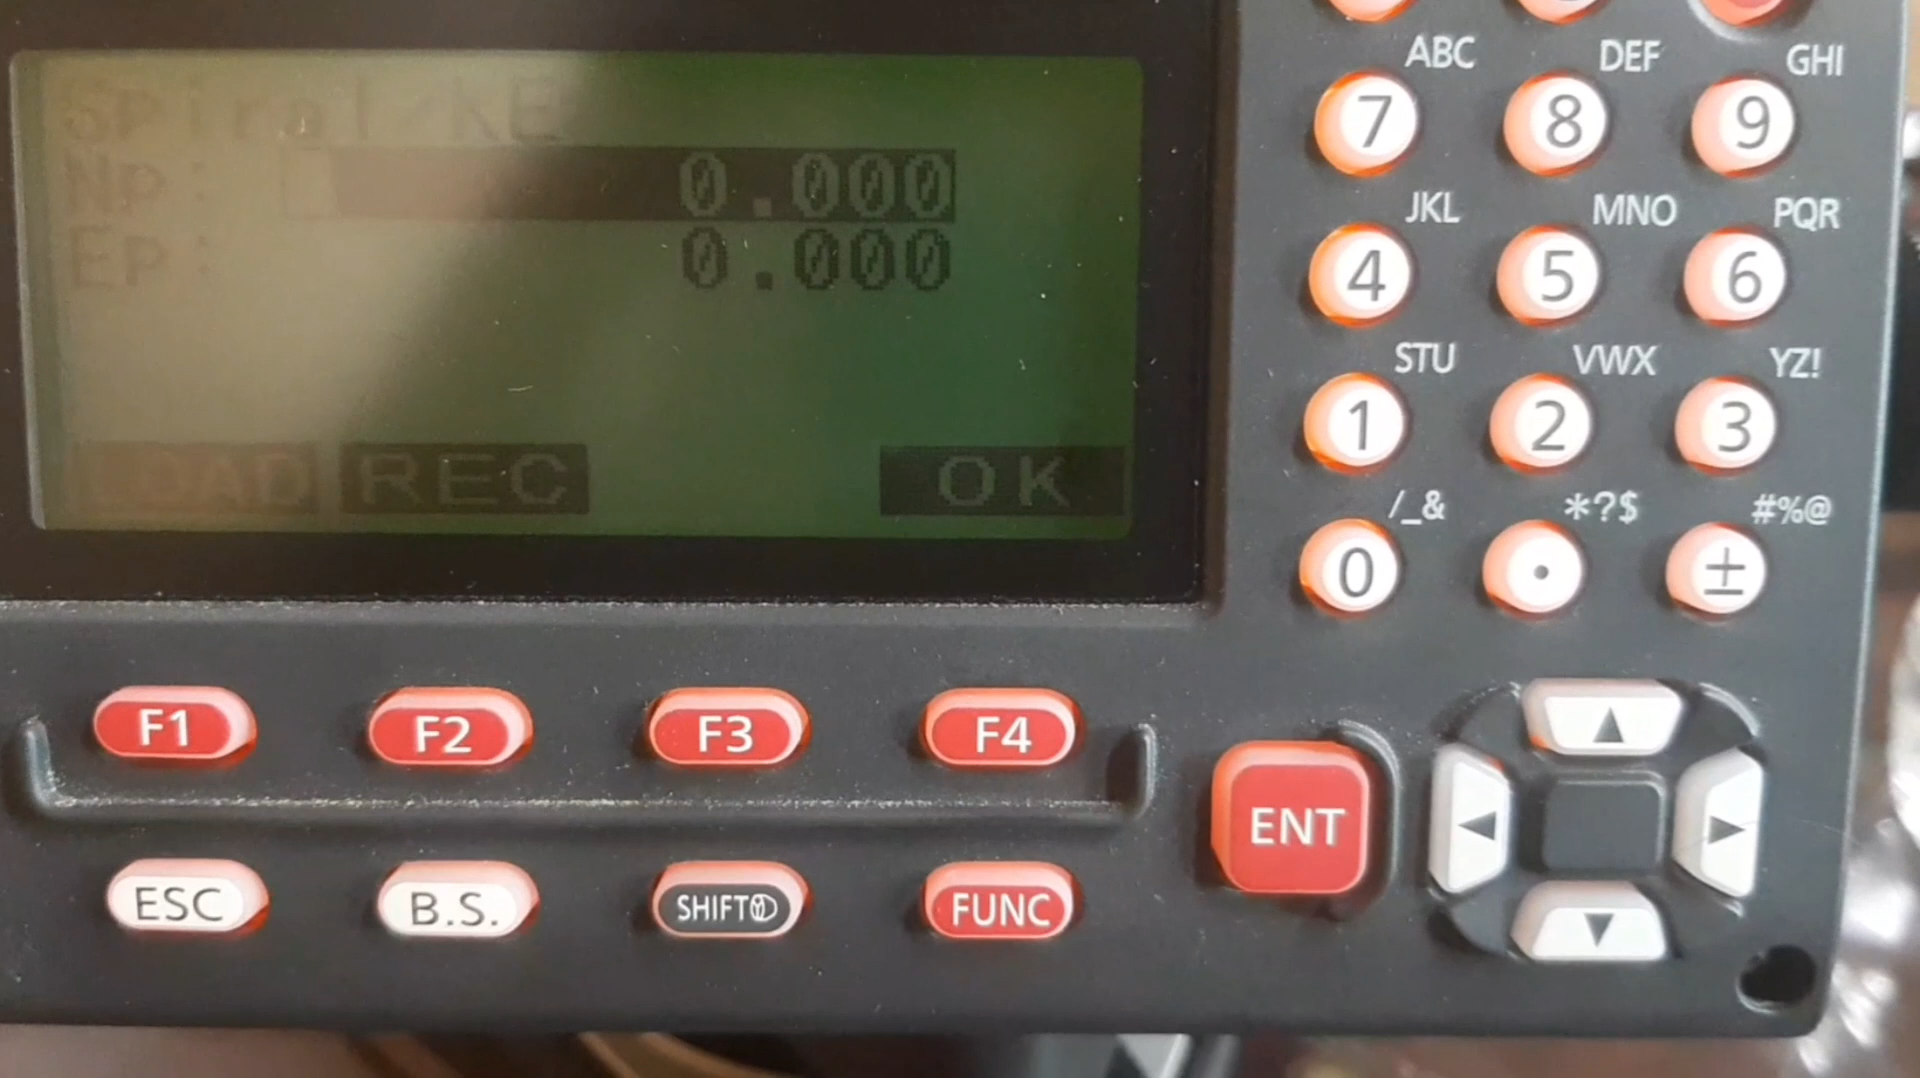 Spiral/KE
Np: 0.000
Ep: 0.000
LOAD REC OK
ABC DEF GHI
7 8 9
JKL MNO PQR
4 5 6
STU VWX YZ!
1 2 3
/_& *?$ #%@
0 . ±
F1 F2 F3 F4
ENT
ESC B.S. SHIFT FUNC